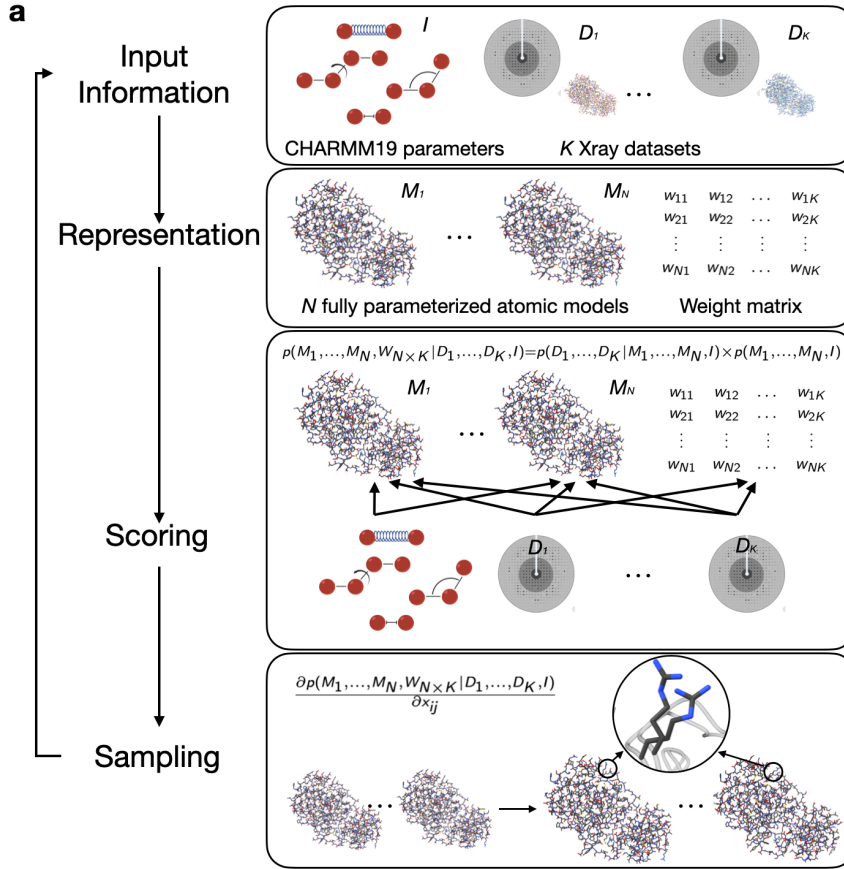 a
Input
Information
I
D1
DK
...
CHARMM19 parameters
K Xray datasets
Representation
M1
MN
...
w11 w12 ... w1K
w21 w22 ... w2K
⋮ ⋮ ⋮ ⋮
wN1 wN2 ... wNK
N fully parameterized atomic models
Weight matrix
Scoring
p(M1,...,MN,WN×K|D1,...,DK,I)=p(D1,...,DK|M1,...,MN,I)×p(M1,...,MN,I)
M1
MN
...
w11 w12 ... w1K
w21 w22 ... w2K
⋮ ⋮ ⋮ ⋮
wN1 wN2 ... wNK
D1
...
DK
Sampling
∂p(M1,...,MN,WN×K|D1,...,DK,I)
∂xij
...
...